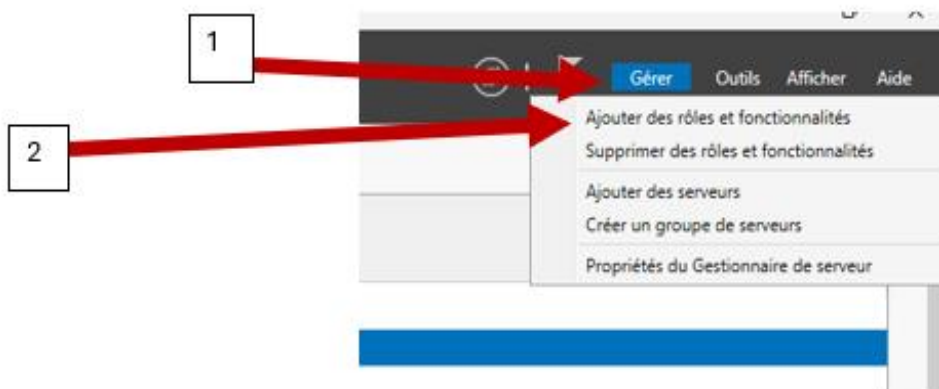 1
Gérer Outils Afficher Aide
2
Ajouter des rôles et fonctionnalités
Supprimer des rôles et fonctionnalités
Ajouter des serveurs
Créer un groupe de serveurs
Propriétés du Gestionnaire de serveur